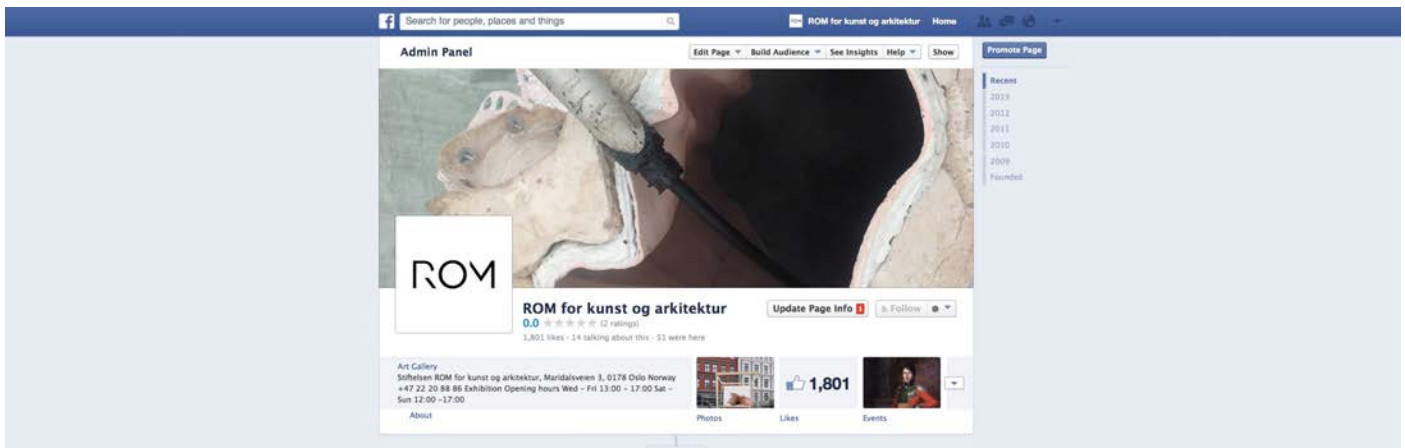 Search for people, places and things
ROM for kunst og arkitektur Home
Admin Panel
Edit Page Build Audience See Insights Help Show
Promote Page
Recent
2013
2012
2011
2010
2009
Founded
ROM
ROM for kunst og arkitektur
0.0 (2 ratings)
1,801 likes · 14 talking about this · 51 were here
Update Page Info 1 Follow
Art Gallery
Stiftelsen ROM for kunst og arkitektur, Maridalsveien 3, 0178 Oslo Norway
+47 22 20 88 86 Exhibition Opening hours Wed – Fri 13:00 – 17:00 Sat –
Sun 12:00 –17:00
About
1,801
Photos Likes Events